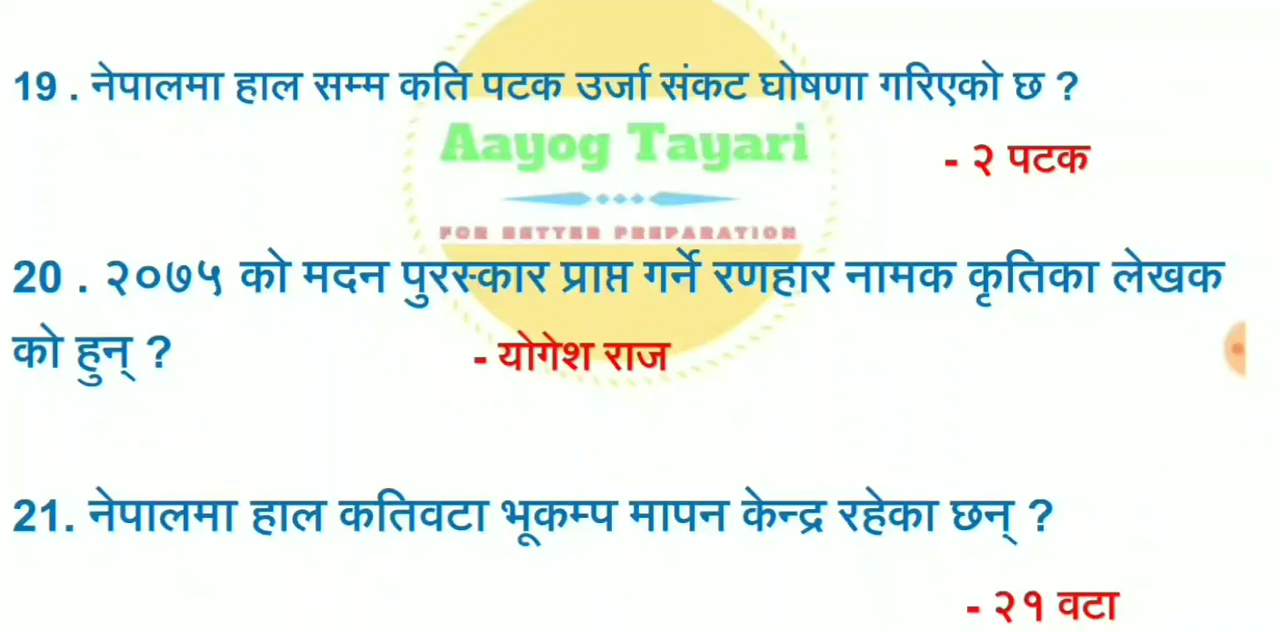 19 . नेपालमा हाल सम्म कति पटक उर्जा संकट घोषणा गरिएको छ ?
Aayog Tayari
- २ पटक
FOR BETTER PREPARATION
20 . २०७५ को मदन पुरस्कार प्राप्त गर्ने रणहार नामक कृतिका लेखक
को हुन् ?
- योगेश राज
21. नेपालमा हाल कतिवटा भूकम्प मापन केन्द्र रहेका छन् ?
- २१ वटा